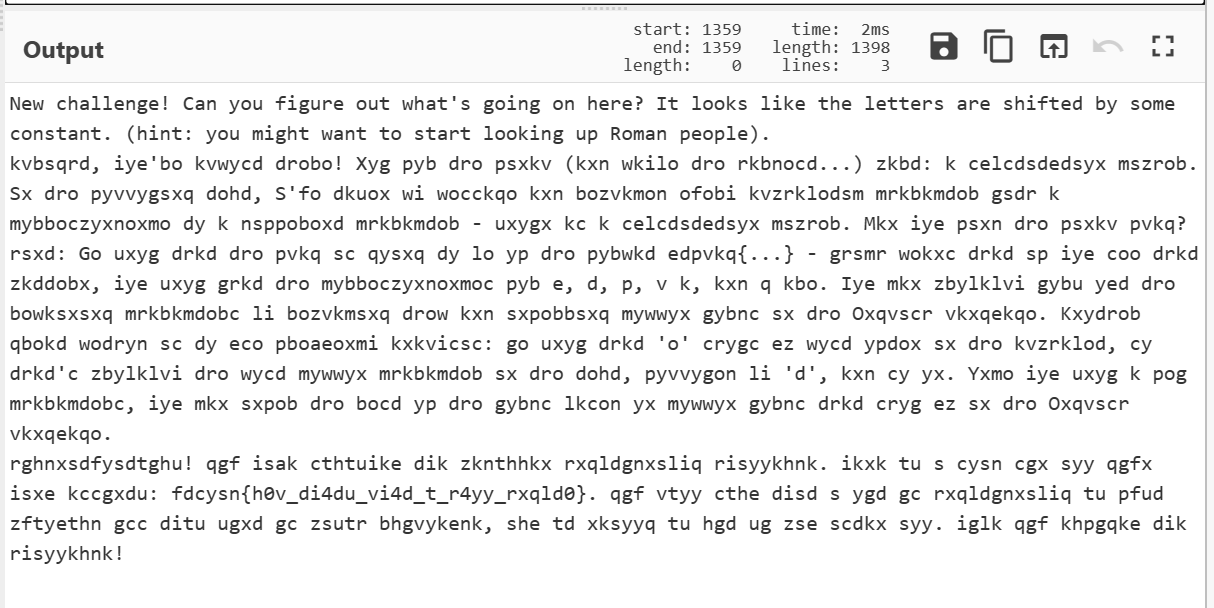 start: 1359 time: 2ms
Output end: 1359 length: 1398
length: 0 lines: 3
New challenge! Can you figure out what's going on here? It looks like the letters are shifted by some
constant. (hint: you might want to start looking up Roman people).
kvbsqrd, iye'bo kvwycd drobo! Xyg pyb dro psxkv (kxn wkilo dro rkbnocd...) zkbd: k celcdsdedsyx mszrob.
Sx dro pyvvygsxq dohd, S'fo dkuox wi wocckqo kxn bozvkmon ofobi kvzrklodsm mrkbkmdob gsdr k
mybboczyxnoxmo dy k nsppoboxd mrkbkmdob - uxygx kc k celcdsdedsyx mszrob. Mkx iye psxn dro psxkv pvkq?
rsxd: Go uxyg drkd dro pvkq sc qysxq dy lo yp dro pybwkd edpvkq{...} - grsmr wokxc drkd sp iye coo drkd
zkddobx, iye uxyg grkd dro mybboczyxnoxmoc pyb e, d, p, v k, kxn q kbo. Iye mkx zbylklvi gybu yed dro
bowksxsxq mrkbkmdobc li bozvkmsxq drow kxn sxpobbsxq mywwyx gybnc sx dro Oxqvscr vkxqekqo. Kxydrob
qbokd wodryn sc dy eco pboaeoxmi kxkvicsc: go uxyg drkd 'o' crygc ez wycd ypdox sx dro kvzrklod, cy
drkd'c zbylklvi dro wycd mywwyx mrkbkmdob sx dro dohd, pyvvygon li 'd', kxn cy yx. Yxmo iye uxyg k pog
mrkbkmdobc, iye mkx sxpob dro bocd yp dro gybnc lkcon yx mywwyx gybnc drkd cryg ez sx dro Oxqvscr
vkxqekqo.
rghnxsdfysdtghu! qgf isak cthtuike dik zknthhkx rxqldgnxsliq risyykhnk. ikxk tu s cysn cgx syy qgfx
isxe kccgxdu: fdcysn{h0v_di4du_vi4d_t_r4yy_rxqld0}. qgf vtyy cthe disd s ygd gc rxqldgnxsliq tu pfud
zftyethn gcc ditu ugxd gc zsutr bhgvykenk, she td xksyyq tu hgd ug zse scdkx syy. iglk qgf khpgqke dik
risyykhnk!